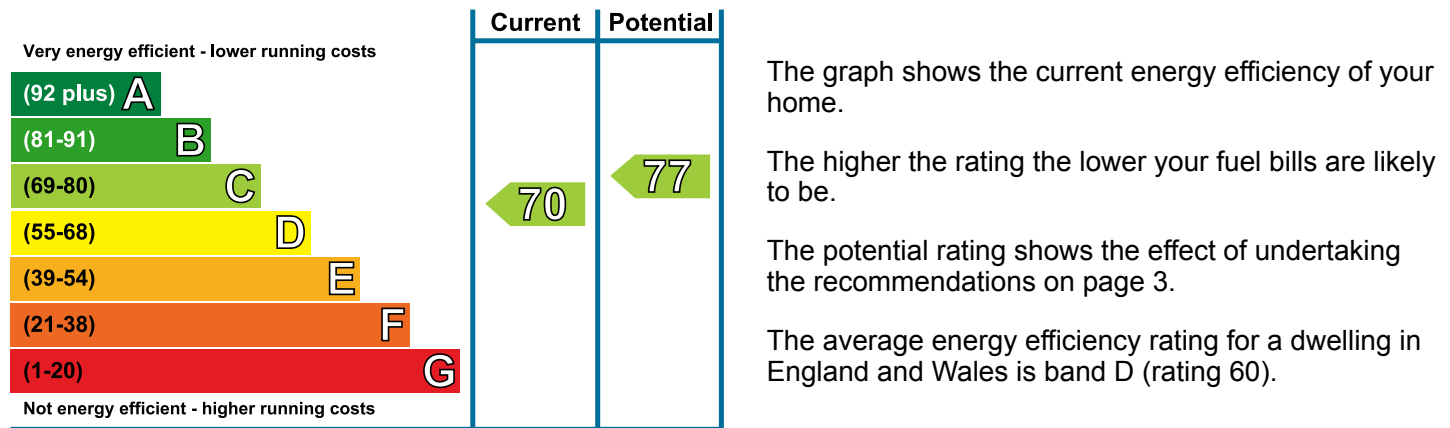 Current Potential
Very energy efficient - lower running costs
(92 plus) A
(81-91) B
(69-80) C
(55-68) D
(39-54) E
(21-38) F
(1-20) G
Not energy efficient - higher running costs
70
77
The graph shows the current energy efficiency of your
home.
The higher the rating the lower your fuel bills are likely
to be.
The potential rating shows the effect of undertaking
the recommendations on page 3.
The average energy efficiency rating for a dwelling in
England and Wales is band D (rating 60).